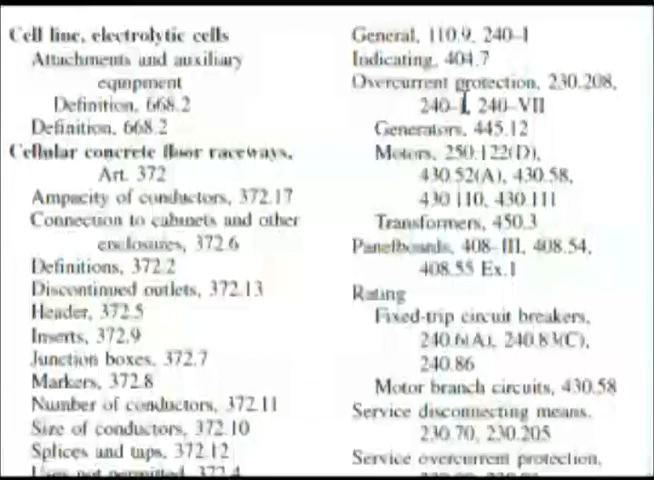 Cell line, electrolytic cells
Attachments and auxiliary
equipment
Definition, 668.2
Definition, 668.2
Cellular concrete floor raceways,
Art. 372
Ampacity of conductors, 372.17
Connection to cabinets and other
enclosures, 372.6
Definitions, 372.2
Discontinued outlets, 372.13
Header, 372.5
Inserts, 372.9
Junction boxes, 372.7
Markers, 372.8
Number of conductors, 372.11
Size of conductors, 372.10
Splices and taps, 372.12
Uses not permitted, 372.4
General, 110.9, 240–I
Indicating, 404.7
Overcurrent protection, 230.208,
240–I, 240–VII
Generators, 445.12
Motors, 250.122(D),
430.52(A), 430.58,
430.110, 430.111
Transformers, 450.3
Panelboards, 408–III, 408.54,
408.55 Ex.1
Rating
Fixed-trip circuit breakers,
240.6(A), 240.83(C),
240.86
Motor branch circuits, 430.58
Service disconnecting means,
230.70, 230.205
Service overcurrent protection,